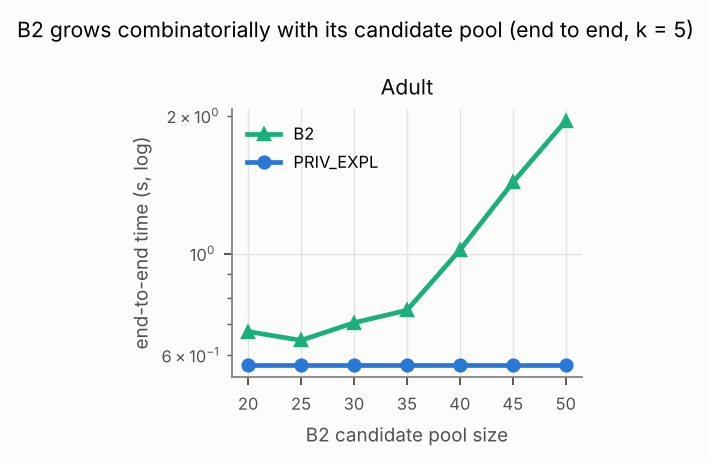 B2 grows combinatorially with its candidate pool (end to end, k = 5)
Adult
2 × 10⁰
10⁰
6 × 10⁻¹
end-to-end time (s, log)
B2
PRIV_EXPL
20 25 30 35 40 45 50
B2 candidate pool size